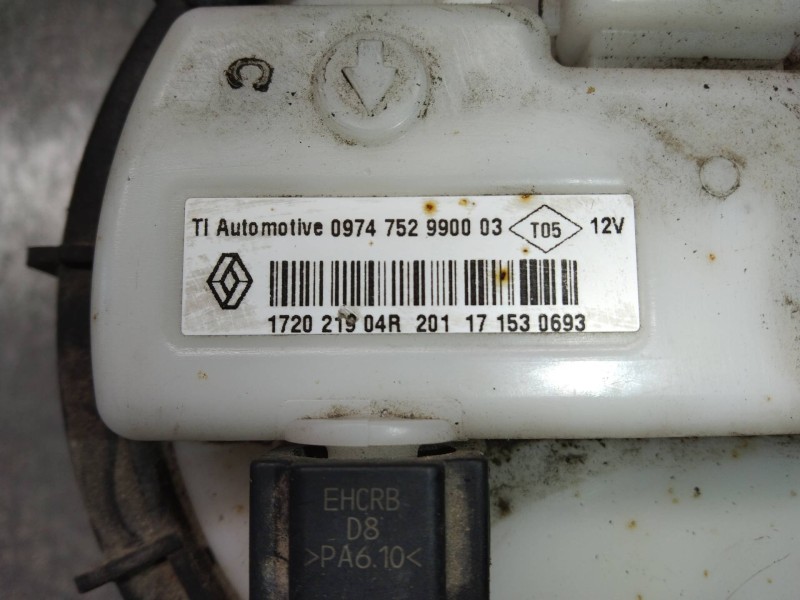 C
TI Automotive 0974 752 9900 03 T05 12V
1720 219 04R 201 17 153 0693
EHCRB
D8
>PA6.10<